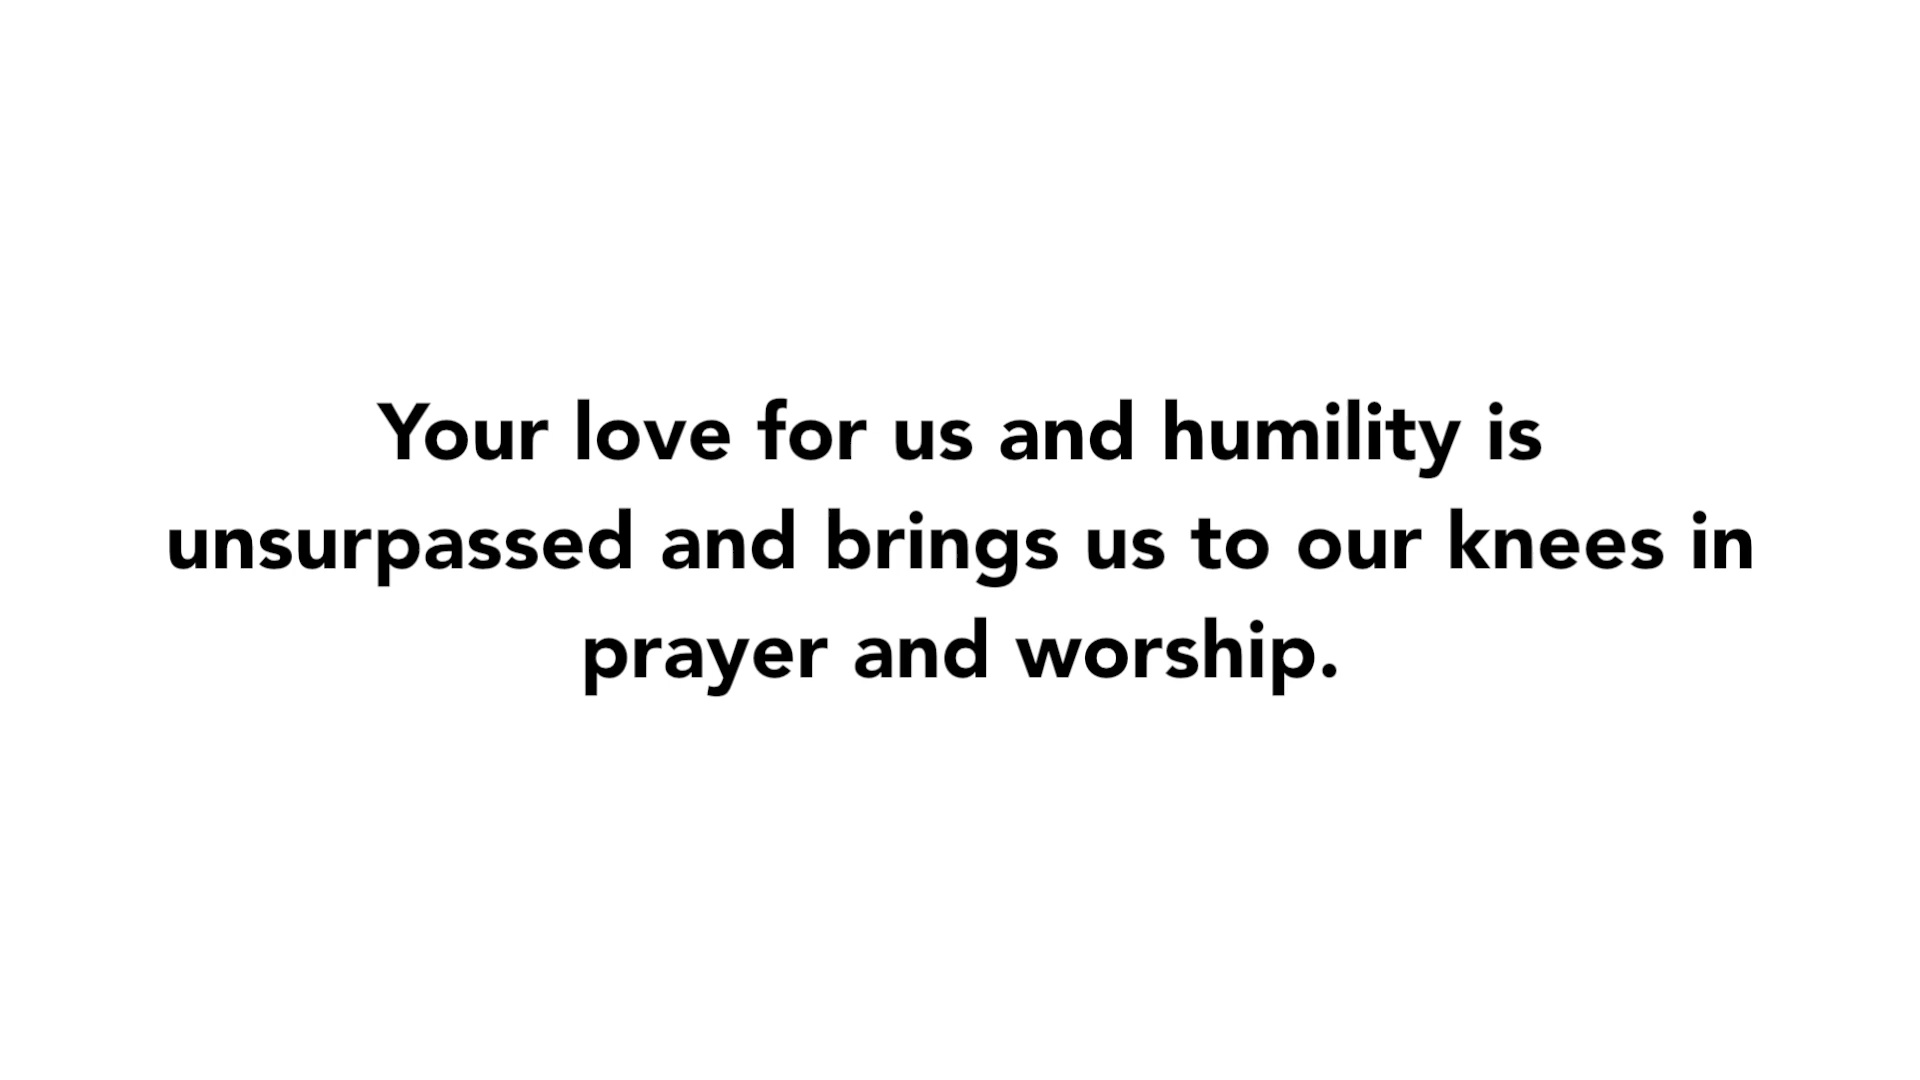 Your love for us and humility is
unsurpassed and brings us to our knees in
prayer and worship.